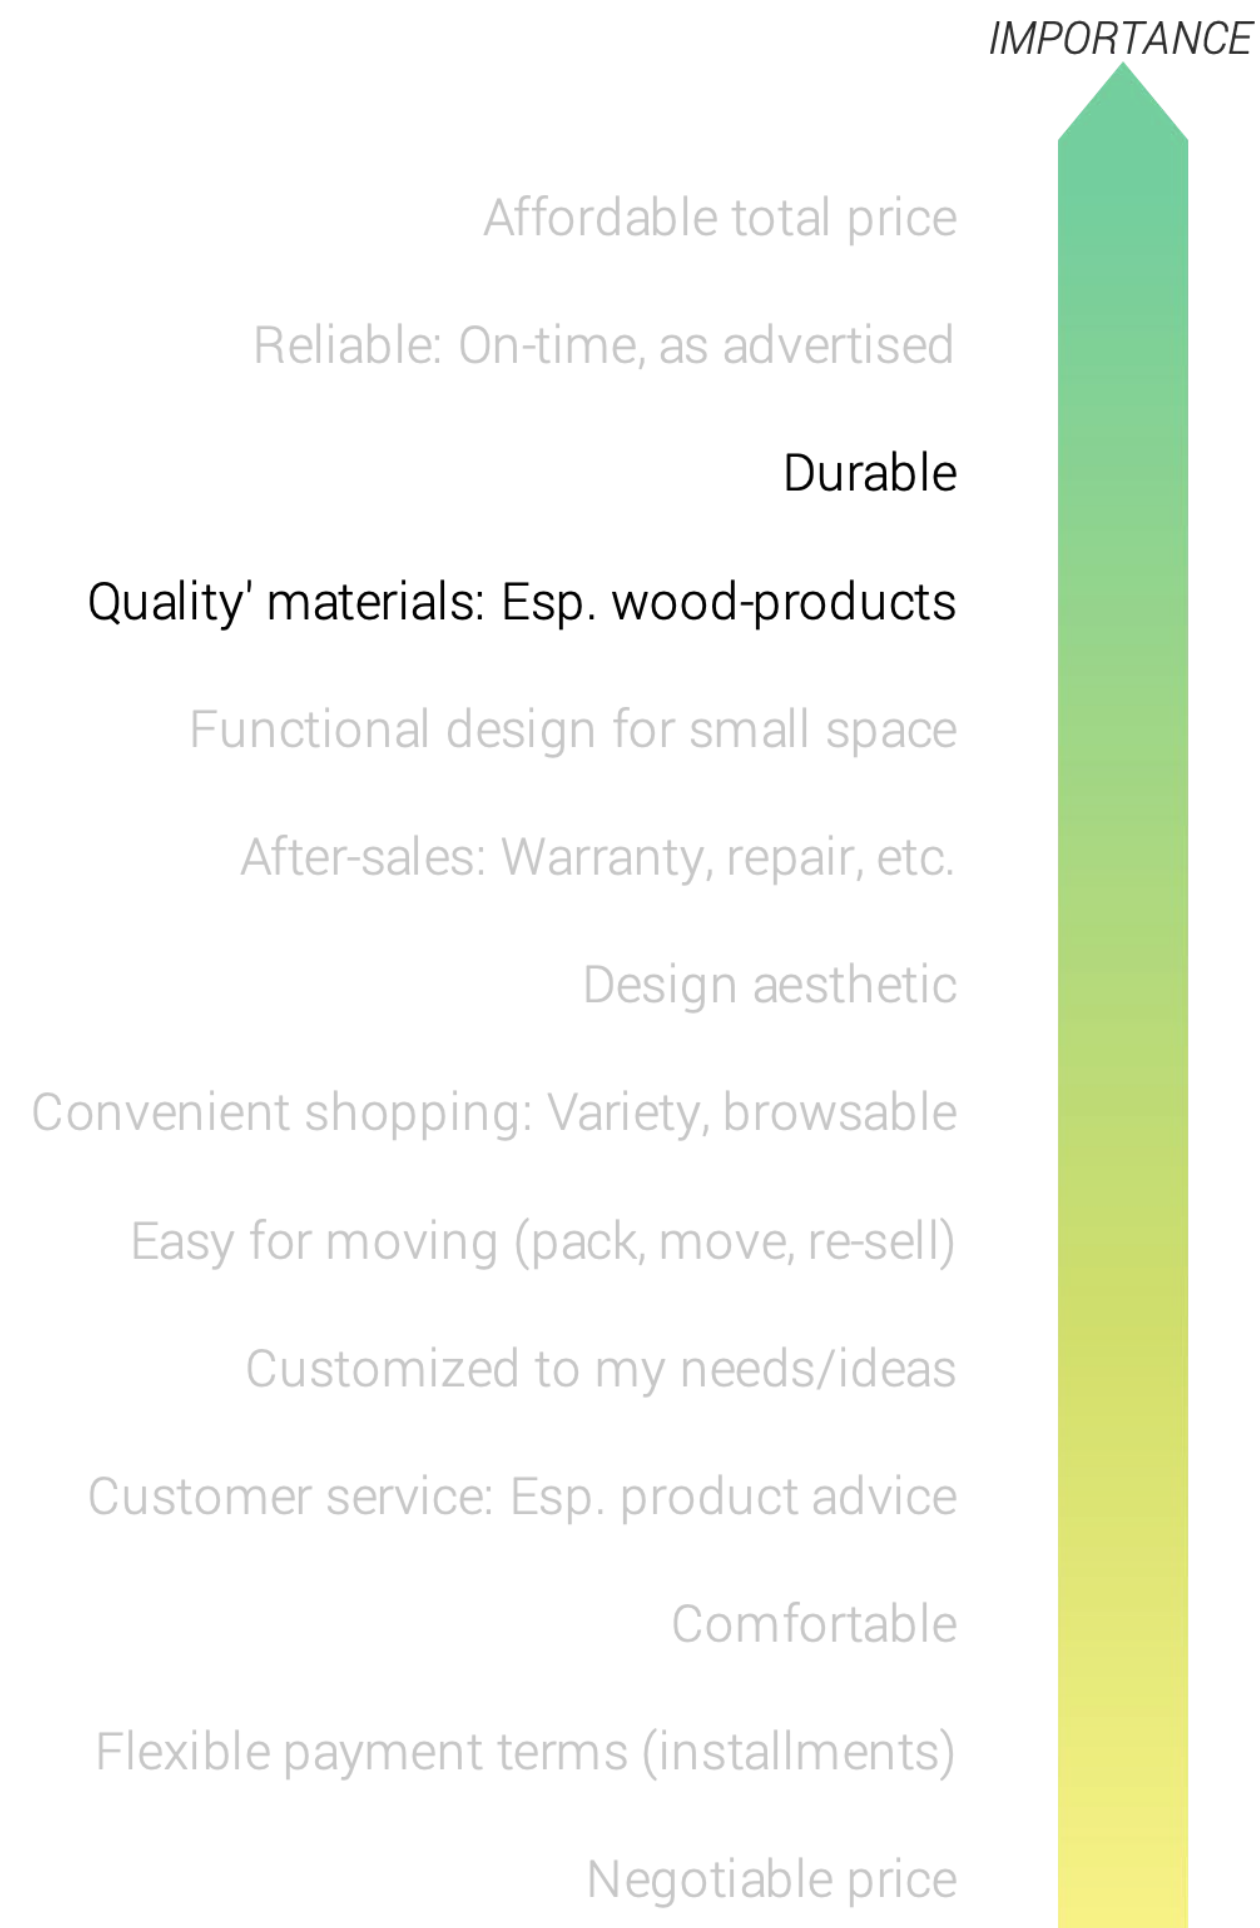 IMPORTANCE
Affordable total price
Reliable: On-time, as advertised
Durable
Quality' materials: Esp. wood-products
Functional design for small space
After-sales: Warranty, repair, etc.
Design aesthetic
Convenient shopping: Variety, browsable
Easy for moving (pack, move, re-sell)
Customized to my needs/ideas
Customer service: Esp. product advice
Comfortable
Flexible payment terms (installments)
Negotiable price